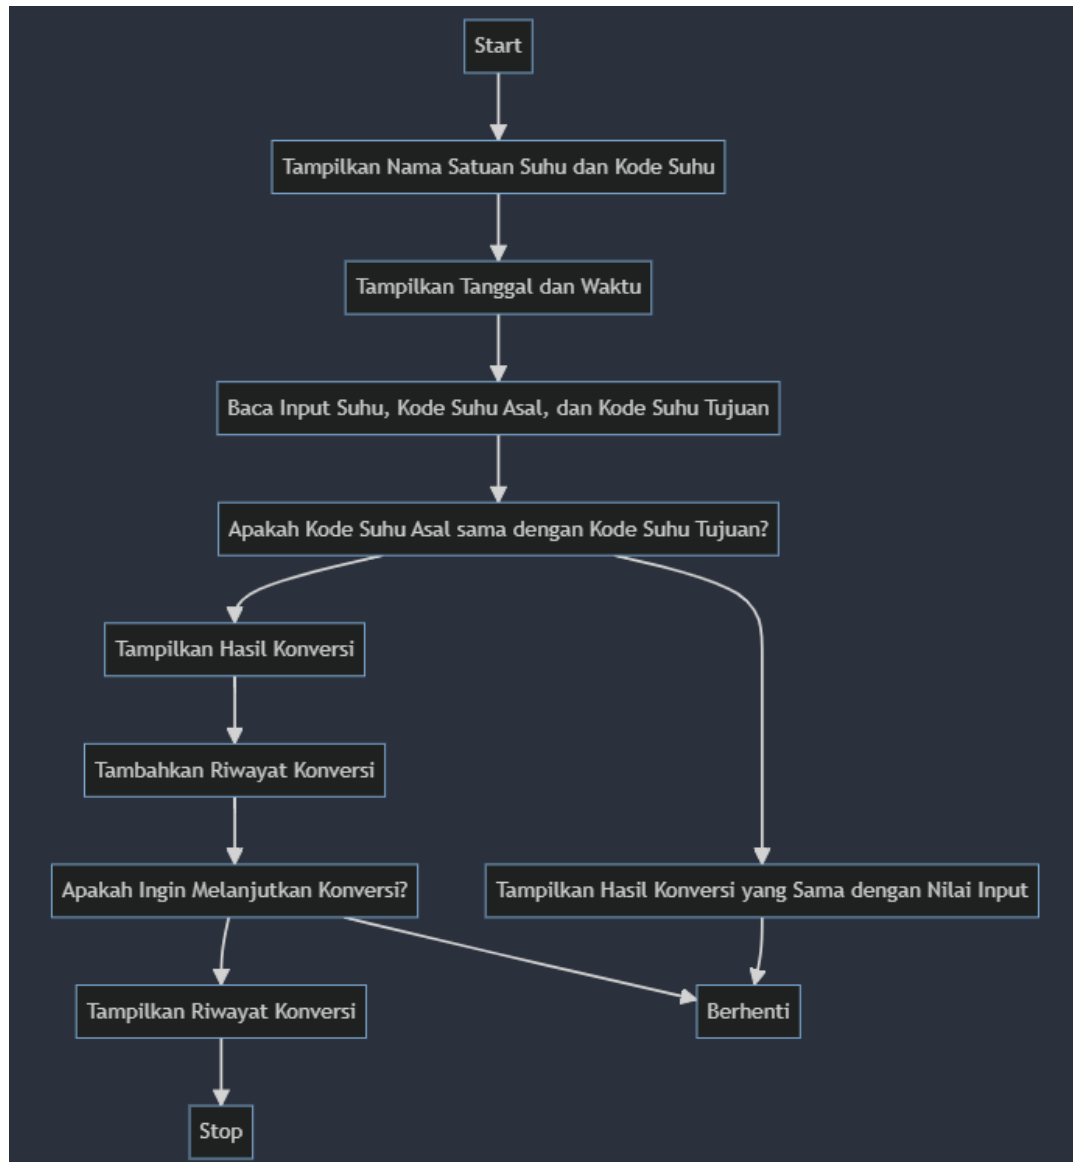 Start
Tampilkan Nama Satuan Suhu dan Kode Suhu
Tampilkan Tanggal dan Waktu
Baca Input Suhu, Kode Suhu Asal, dan Kode Suhu Tujuan
Apakah Kode Suhu Asal sama dengan Kode Suhu Tujuan?
Tampilkan Hasil Konversi
Tambahkan Riwayat Konversi
Apakah Ingin Melanjutkan Konversi?
Tampilkan Hasil Konversi yang Sama dengan Nilai Input
Tampilkan Riwayat Konversi
Berhenti
Stop